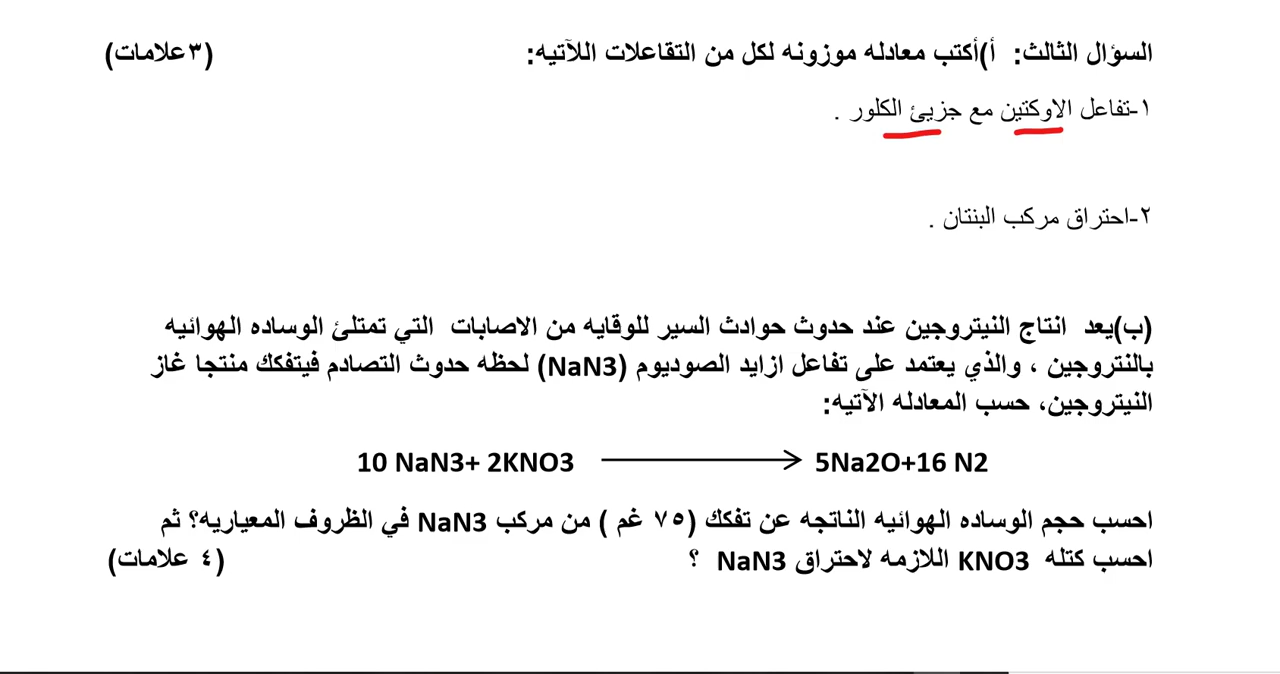 السؤال الثالث: أ)أكتب معادله موزونه لكل من التفاعلات اللآتيه: (٣علامات)
١-تفاعل الاوكتين مع جزيئ الكلور .
٢-احتراق مركب البنتان .
(ب)يعد انتاج النيتروجين عند حدوث حوادث السير للوقايه من الاصابات التي تمتلئ الوساده الهوائيه
بالنتروجين ، والذي يعتمد على تفاعل ازايد الصوديوم (NaN3) لحظه حدوث التصادم فيتفكك منتجا غاز
النيتروجين، حسب المعادله الآتيه:
10 NaN3+ 2KNO3 ⟶ 5Na2O+16 N2
احسب حجم الوساده الهوائيه الناتجه عن تفكك (٧٥ غم ) من مركب NaN3 في الظروف المعياريه؟ ثم
احسب كتله KNO3 اللازمه لاحتراق NaN3 ؟ (٤ علامات)